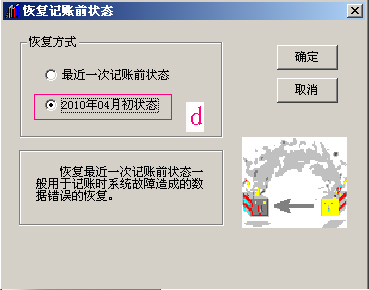 恢复记账前状态
恢复方式
最近一次记账前状态
2010年04月初状态
d
确定
取消
恢复最近一次记账前状态一
般用于记账时系统故障造成的数
据错误的恢复。